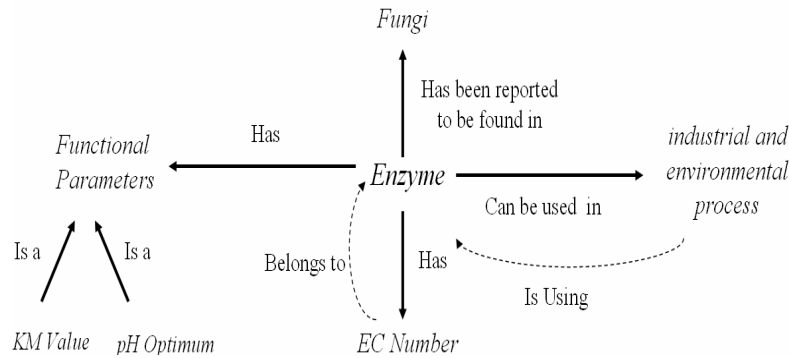 Fungi
Has been reported
to be found in
Has
Functional
Parameters
Enzyme
industrial and
environmental
process
Can be used in
Is a
Is a
Belongs to
Has
Is Using
KM Value
pH Optimum
EC Number